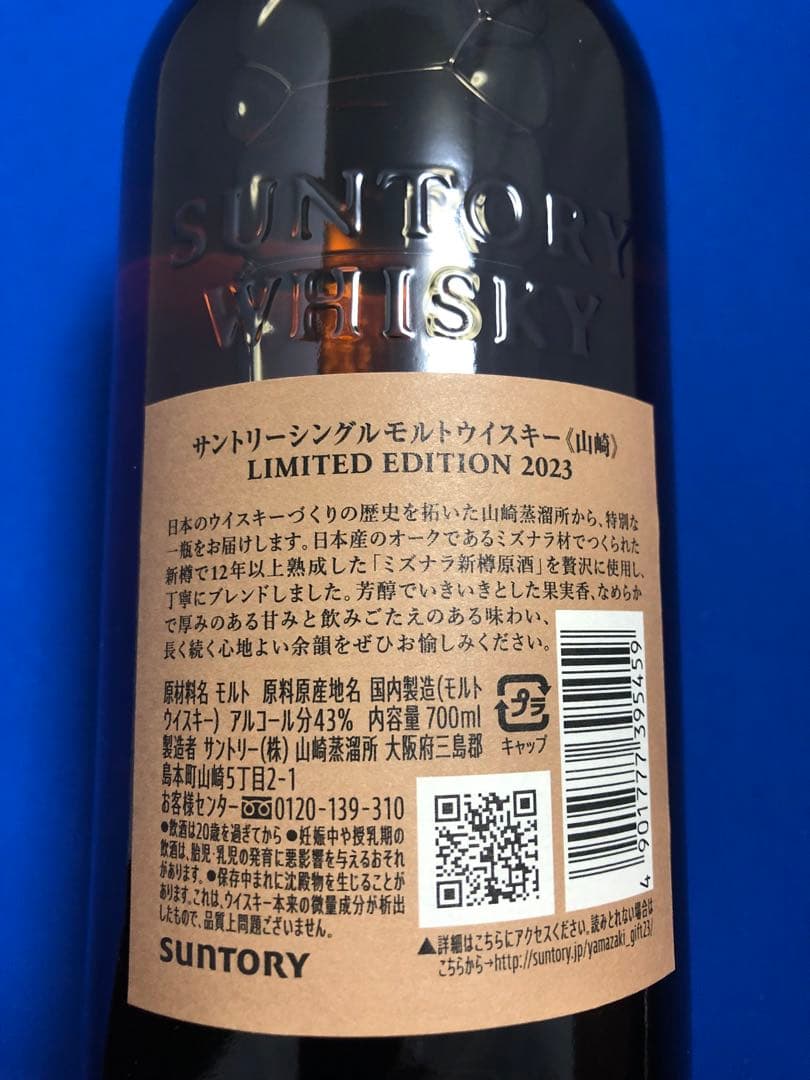 SUNTORY
WHISKY
サントリーシングルモルトウイスキー《山崎》
LIMITED EDITION 2023
日本のウイスキーづくりの歴史を拓いた山崎蒸溜所から、特別な
一瓶をお届けします。日本産のオークであるミズナラ材でつくられた
新樽で12年以上熟成した「ミズナラ新樽原酒」を贅沢に使用し、
丁寧にブレンドしました。芳醇でいきいきとした果実香、なめらか
で厚みのある甘みと飲みごたえのある味わい、
長く続く心地よい余韻をぜひお愉しみください。
原材料名 モルト 原料原産地名 国内製造(モルト
ウイスキー) アルコール分43% 内容量 700ml
製造者 サントリー(株) 山崎蒸溜所 大阪府三島郡
島本町山崎5丁目2-1
お客様センター 0120-139-310
●飲酒は20歳を過ぎてから ●妊娠中や授乳期の
飲酒は、胎児・乳児の発育に悪影響を与えるおそれ
があります。●保存中まれに沈殿物を生じることが
あります。これは、ウイスキー本来の微量成分が析出
したもので、品質上問題ございません。
SUNTORY
プラ
キャップ
4 901777 395459
▲詳細はこちらにアクセスください。読みとれない場合は
こちらから→http://suntory.jp/yamazaki_gift23/